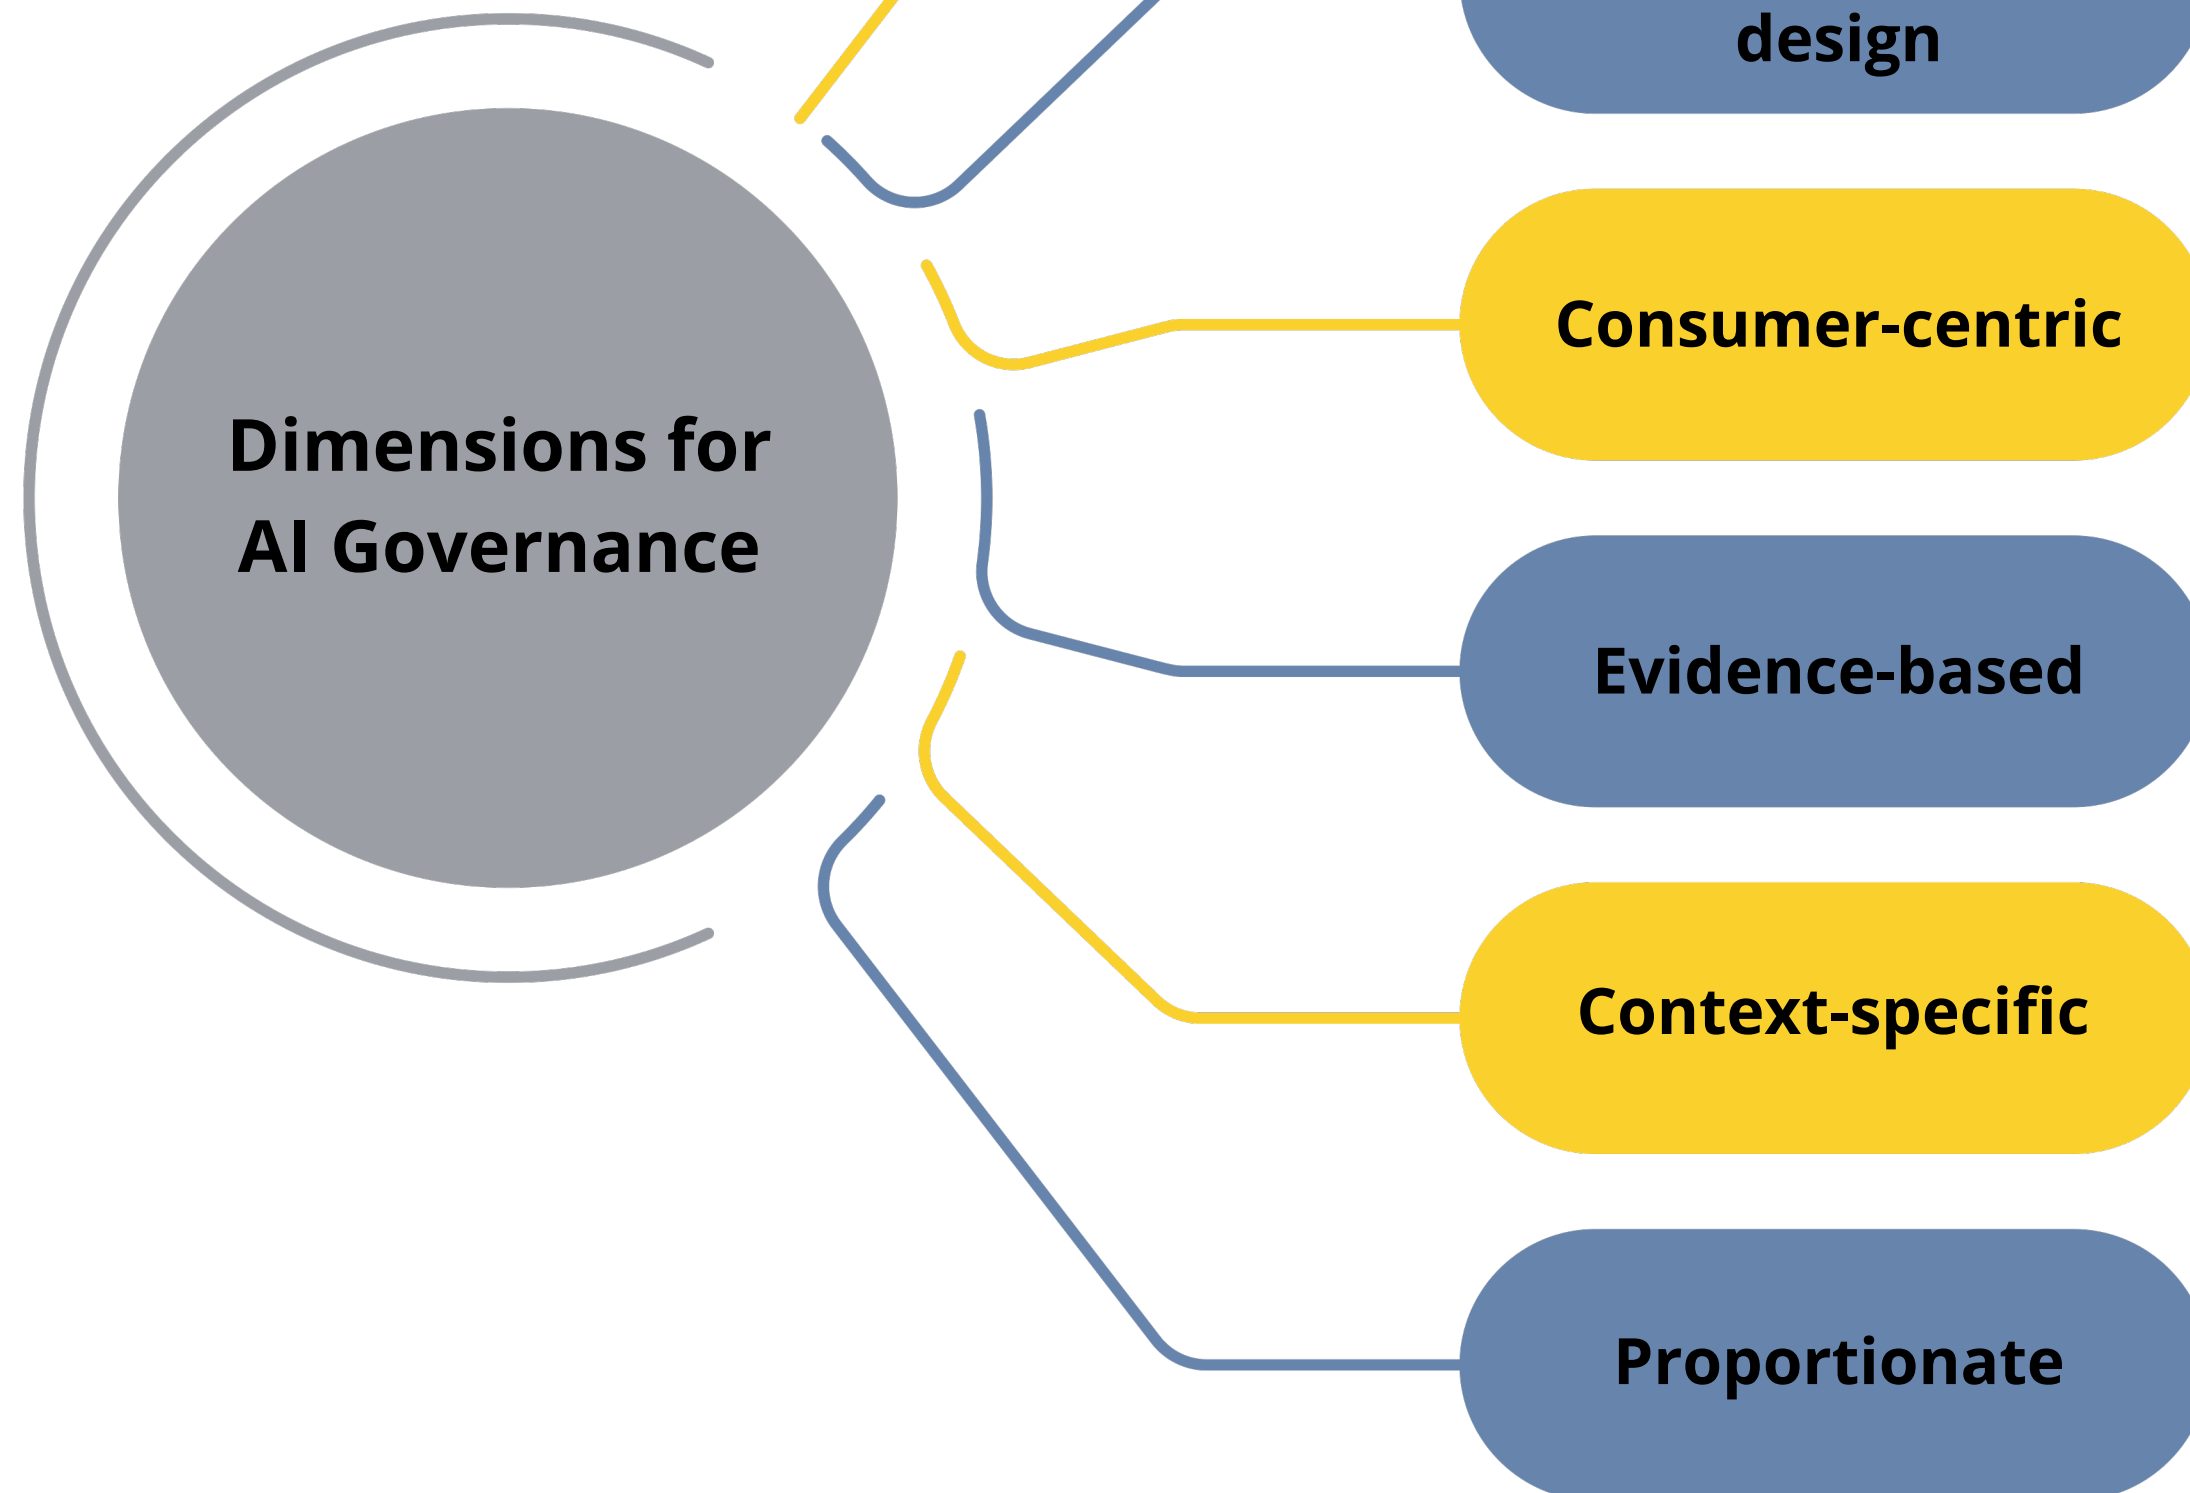 design
Consumer-centric
Dimensions for
AI Governance
Evidence-based
Context-specific
Proportionate